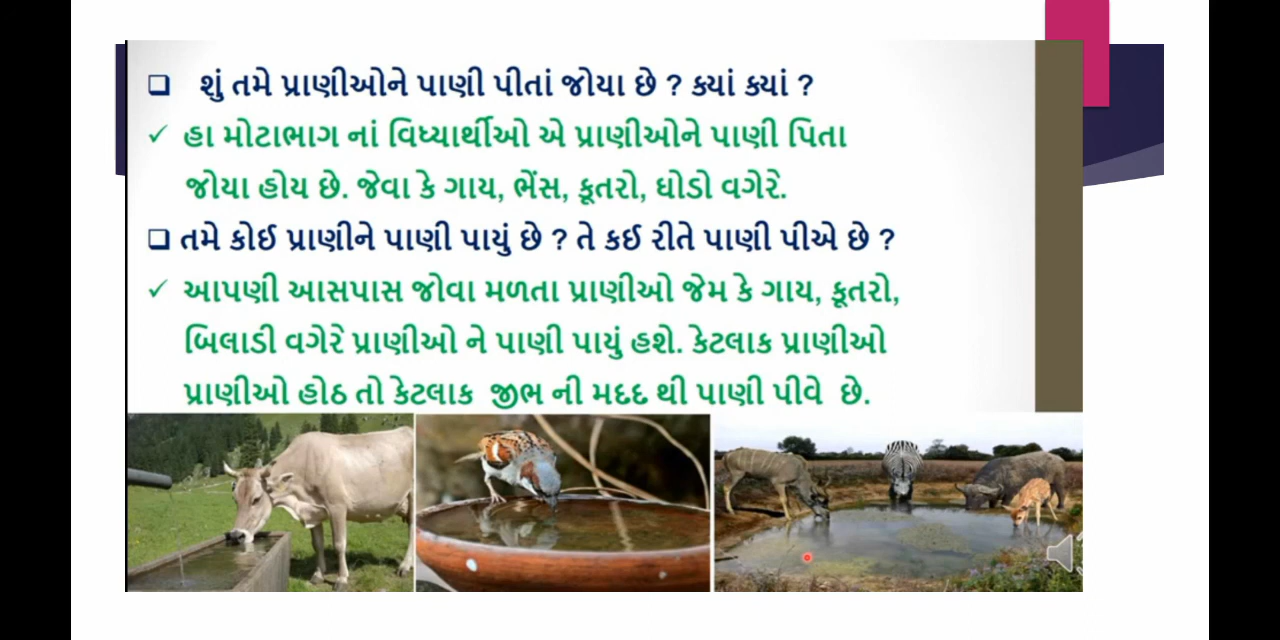 ❑ શું તમે પ્રાણીઓને પાણી પીતાં જોયા છે ? ક્યાં ક્યાં ?
✓ હા મોટાભાગ નાં વિધ્યાર્થીઓ એ પ્રાણીઓને પાણી પિતા
જોયા હોય છે. જેવા કે ગાય, ભેંસ, કૂતરો, ઘોડો વગેરે.
❑ તમે કોઈ પ્રાણીને પાણી પાયું છે ? તે કઈ રીતે પાણી પીએ છે ?
✓ આપણી આસપાસ જોવા મળતા પ્રાણીઓ જેમ કે ગાય, કૂતરો,
બિલાડી વગેરે પ્રાણીઓ ને પાણી પાયું હશે. કેટલાક પ્રાણીઓ
પ્રાણીઓ હોઠ તો કેટલાક જીભ ની મદદ થી પાણી પીવે છે.